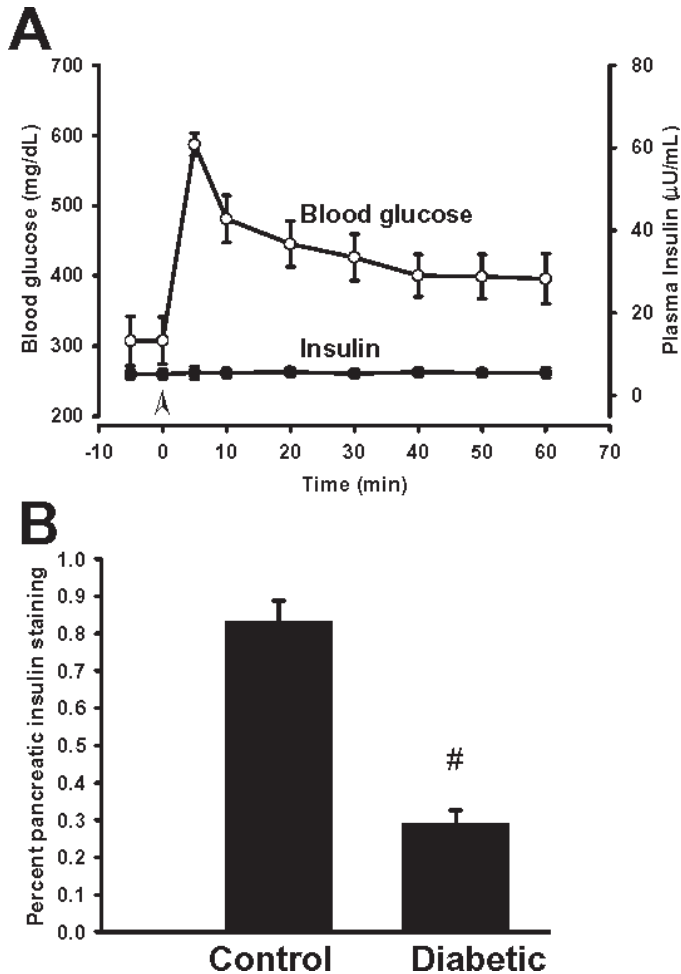 A
700
600
500
400
300
200
Blood glucose (mg/dL)
80
60
40
20
0
Plasma Insulin (µU/mL)
Blood glucose
Insulin
-10 0 10 20 30 40 50 60 70
Time (min)
B
1.0
0.9
0.8
0.7
0.6
0.5
0.4
0.3
0.2
0.1
0.0
Percent pancreatic insulin staining
#
Control Diabetic